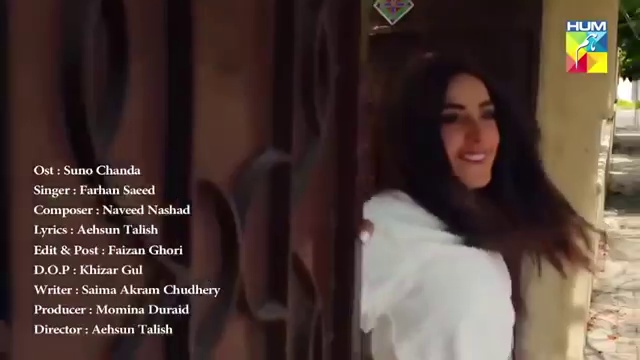 HUM
Ost : Suno Chanda
Singer : Farhan Saeed
Composer : Naveed Nashad
Lyrics : Aehsun Talish
Edit & Post : Faizan Ghori
D.O.P : Khizar Gul
Writer : Saima Akram Chudhery
Producer : Momina Duraid
Director : Aehsun Talish